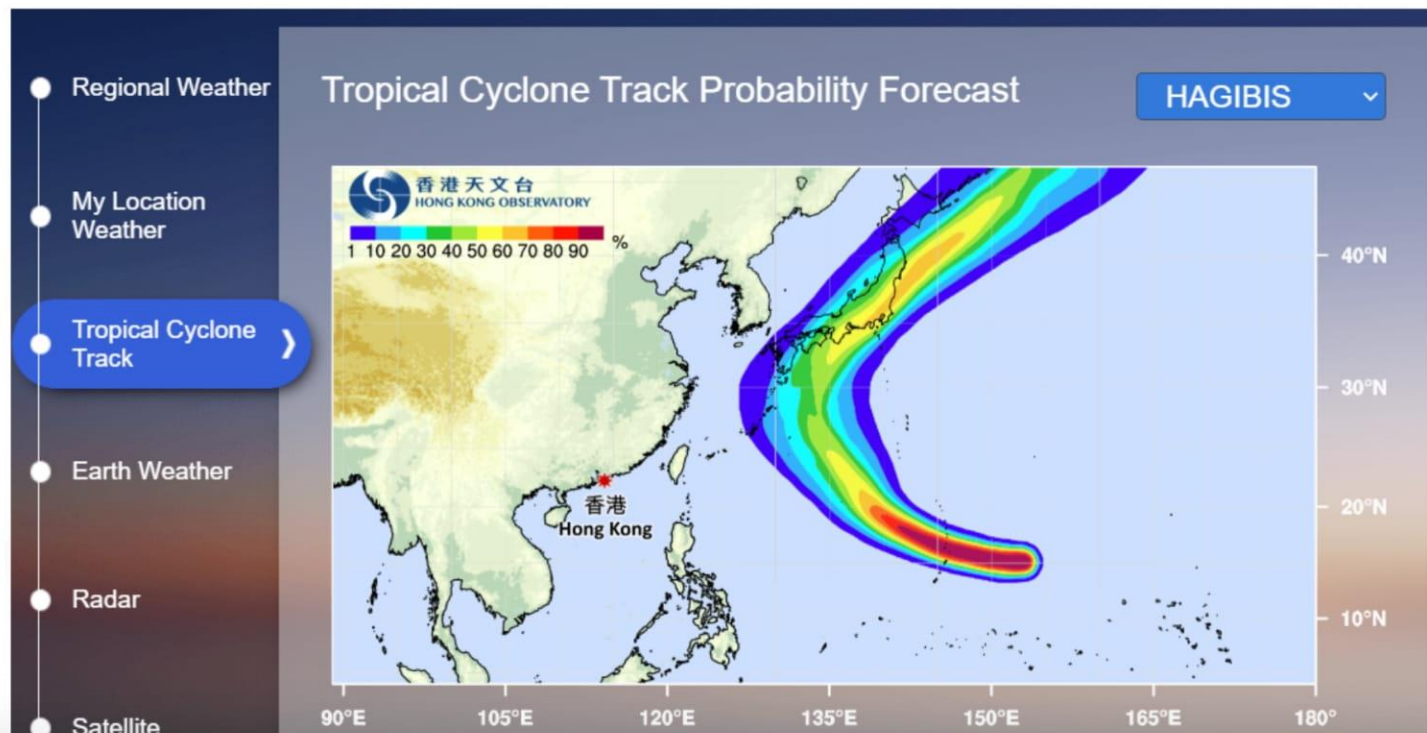 Regional Weather
My Location
Weather
Tropical Cyclone
Track
Earth Weather
Radar
Satellite
Tropical Cyclone Track Probability Forecast
HAGIBIS
香港天文台
HONG KONG OBSERVATORY
1 10 20 30 40 50 60 70 80 90 %
香港
Hong Kong
40°N
30°N
20°N
10°N
90°E 105°E 120°E 135°E 150°E 165°E 180°